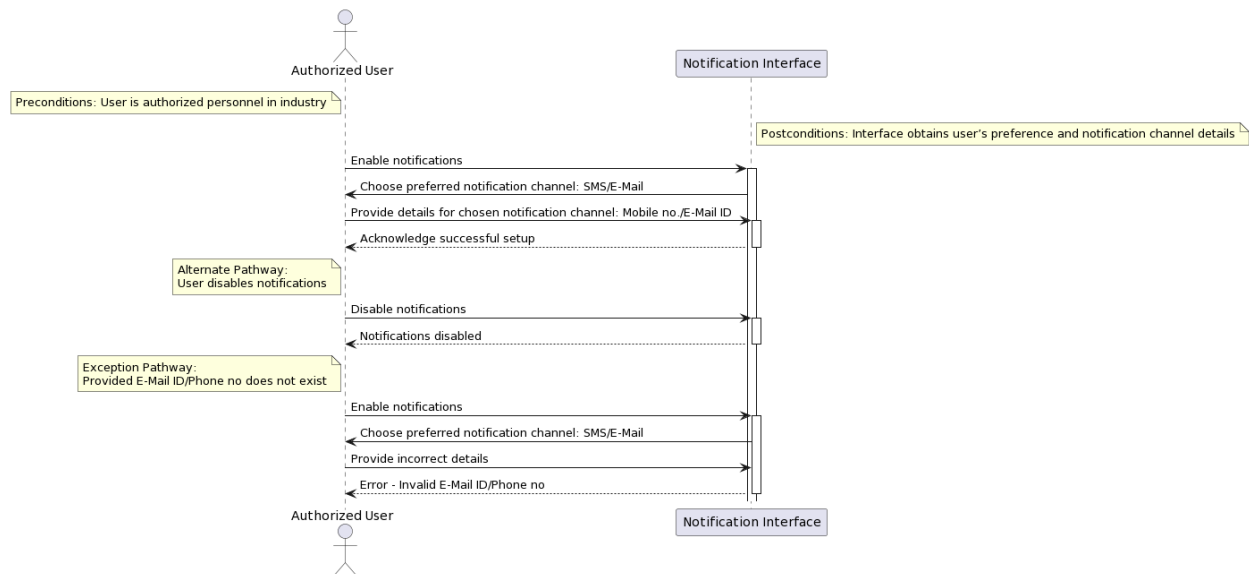 Authorized User
Notification Interface
Preconditions: User is authorized personnel in industry
Postconditions: Interface obtains user's preference and notification channel details
Enable notifications
Choose preferred notification channel: SMS/E-Mail
Provide details for chosen notification channel: Mobile no./E-Mail ID
Acknowledge successful setup
Alternate Pathway:
User disables notifications
Disable notifications
Notifications disabled
Exception Pathway:
Provided E-Mail ID/Phone no does not exist
Enable notifications
Choose preferred notification channel: SMS/E-Mail
Provide incorrect details
Error - Invalid E-Mail ID/Phone no
Authorized User
Notification Interface